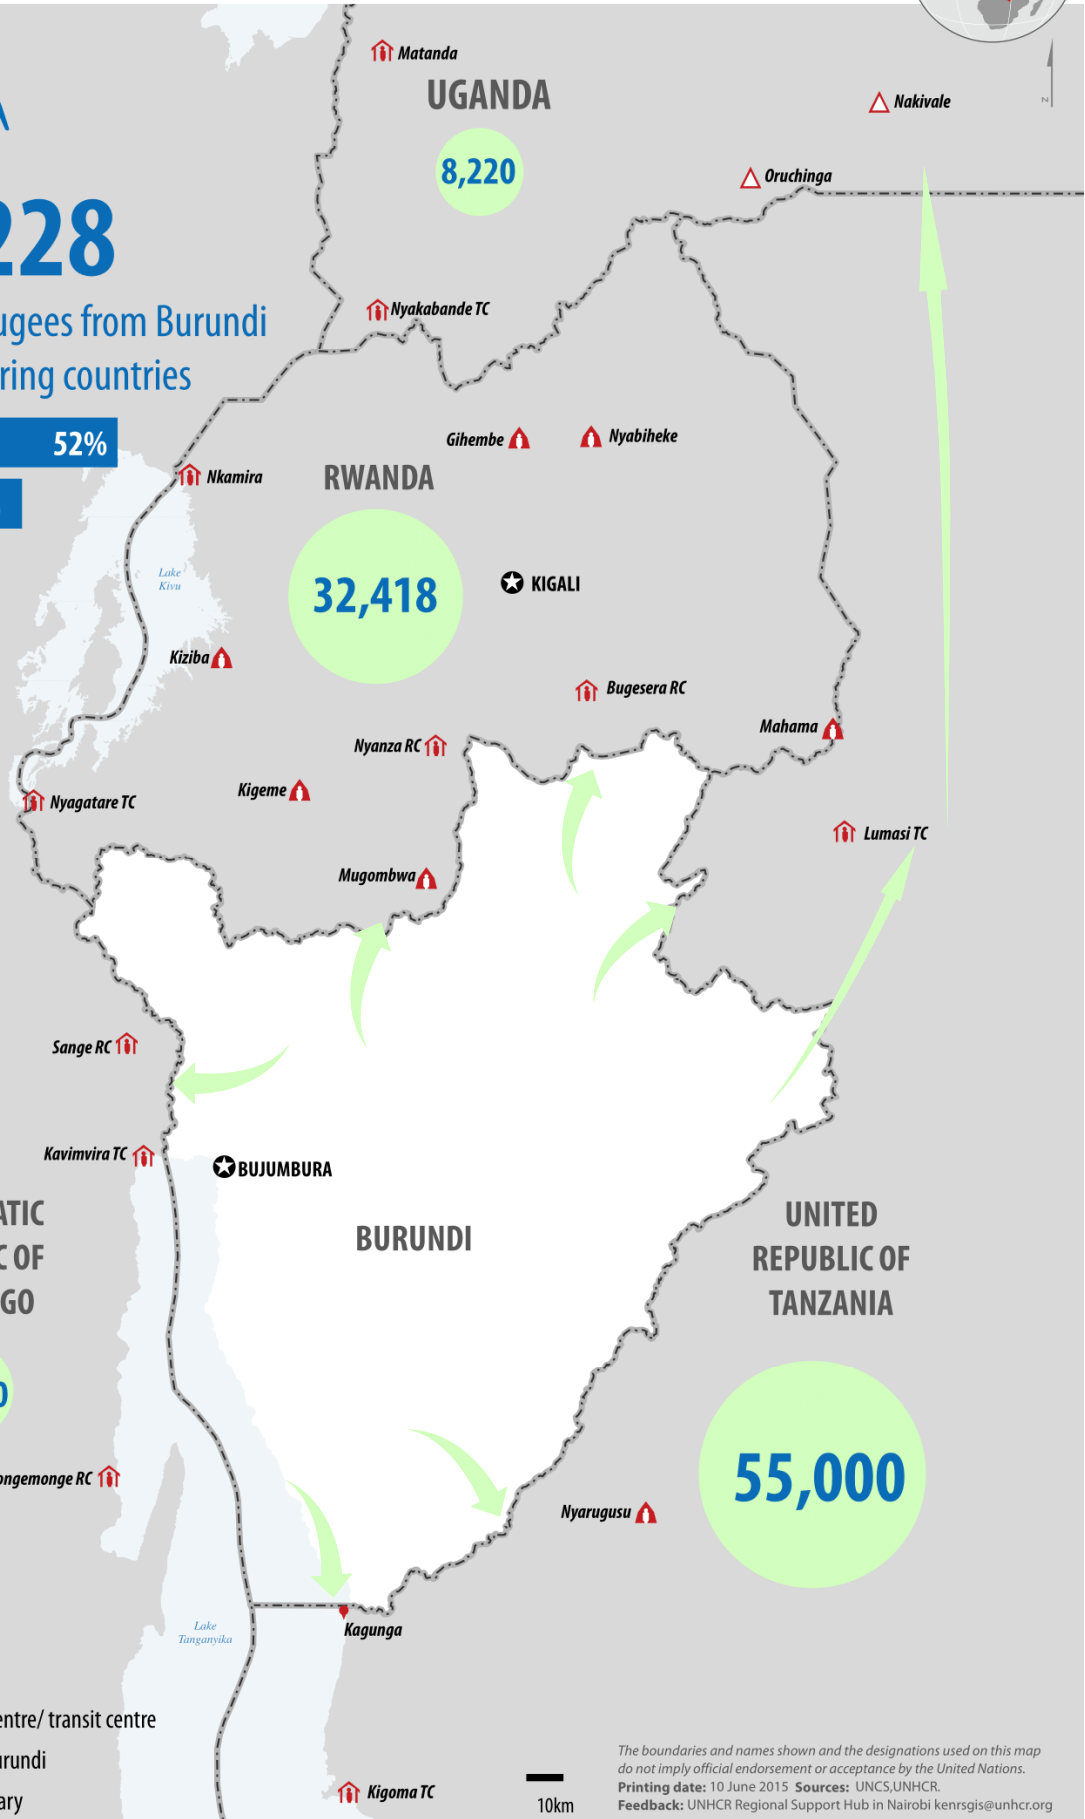 Matanda
UGANDA
8,220
Nakivale
Oruchinga
N
228
ugees from Burundi
ring countries
52%
Nyakabande TC
Gihembe
Nyabiheke
RWANDA
Nkamira
32,418
KIGALI
Lake
Kivu
Kiziba
Bugesera RC
Mahama
Nyanza RC
Kigeme
Nyagatare TC
Lumasi TC
Mugombwa
Sange RC
Kavimvira TC
BUJUMBURA
BURUNDI
ATIC
C OF
GO
UNITED
REPUBLIC OF
TANZANIA
0
55,000
ongemonge RC
Nyarugusu
Kagunga
Lake
Tanganyika
entre/ transit centre
urundi
ary
Kigoma TC
10km
The boundaries and names shown and the designations used on this map
do not imply official endorsement or acceptance by the United Nations.
Printing date: 10 June 2015 Sources: UNCS,UNHCR.
Feedback: UNHCR Regional Support Hub in Nairobi kenrsgis@unhcr.org